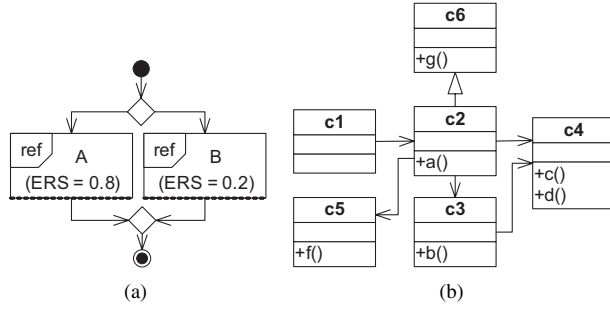 ref
A
(ERS = 0.8)
ref
B
(ERS = 0.2)
(a)
c6
+g()
c1
c2
+a()
c4
+c()
+d()
c5
+f()
c3
+b()
(b)